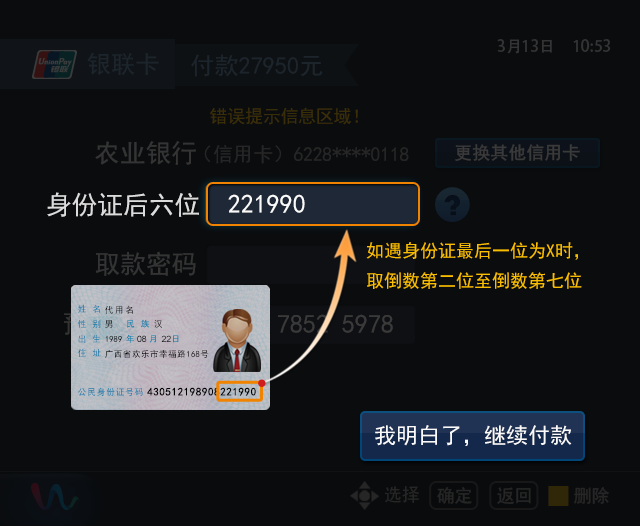 3月13日 10:53
UnionPay 银联
银联卡 付款27950元
错误提示信息区域！
农业银行（信用卡）6228****0118 更换其他信用卡
身份证后六位 221990 ?
如遇身份证最后一位为X时，
取倒数第二位至倒数第七位
取款密码
7852 5978
姓 名 代用名
性 别 男 民 族 汉
出 生 1989 年 08 月 22日
住 址 广西省欢乐市幸福路168号
公民身份证号码 430512198908221990
我明白了，继续付款
选择 确定 返回 删除